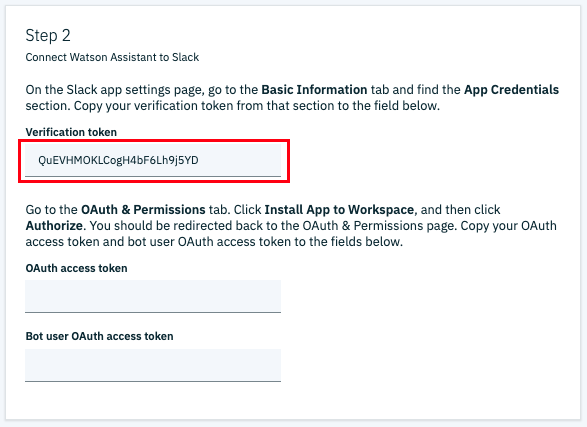 Step 2
Connect Watson Assistant to Slack
On the Slack app settings page, go to the Basic Information tab and find the App Credentials
section. Copy your verification token from that section to the field below.
Verification token
QuEVHMOKLCogH4bF6Lh9j5YD
Go to the OAuth & Permissions tab. Click Install App to Workspace, and then click
Authorize. You should be redirected back to the OAuth & Permissions page. Copy your OAuth
access token and bot user OAuth access token to the fields below.
OAuth access token
Bot user OAuth access token